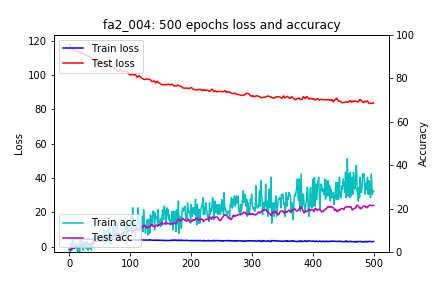 fa2_004: 500 epochs loss and accuracy
120
100
80
60
40
20
0
Loss
Train loss
Test loss
Train acc
Test acc
0
100
200
300
400
500
100
80
60
40
20
0
Accuracy